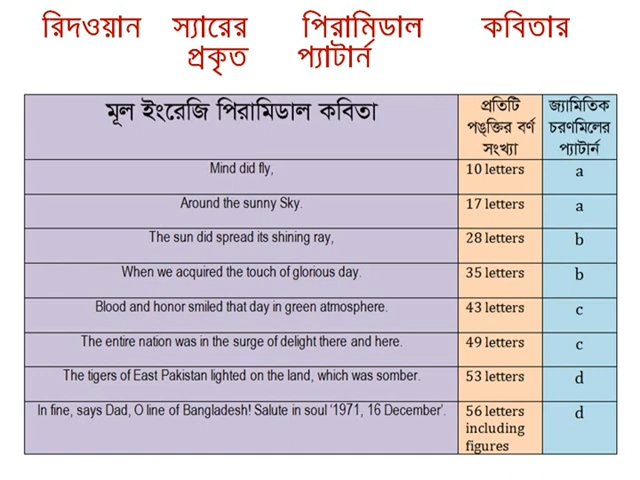 রিদওয়ান স্যারের পিরামিডাল কবিতার
প্রকৃত প্যাটার্ন
মূল ইংরেজি পিরামিডাল কবিতা
প্রতিটি
পঙ্‌ক্তির বর্ণ
সংখ্যা
জ্যামিতিক
চরণমিলের
প্যাটার্ন
Mind did fly, 10 letters a
Around the sunny Sky. 17 letters a
The sun did spread its shining ray, 28 letters b
When we acquired the touch of glorious day. 35 letters b
Blood and honor smiled that day in green atmosphere. 43 letters c
The entire nation was in the surge of delight there and here. 49 letters c
The tigers of East Pakistan lighted on the land, which was somber. 53 letters d
In fine, says Dad, O line of Bangladesh! Salute in soul ‘1971, 16 December’. 56 letters d
including
figures